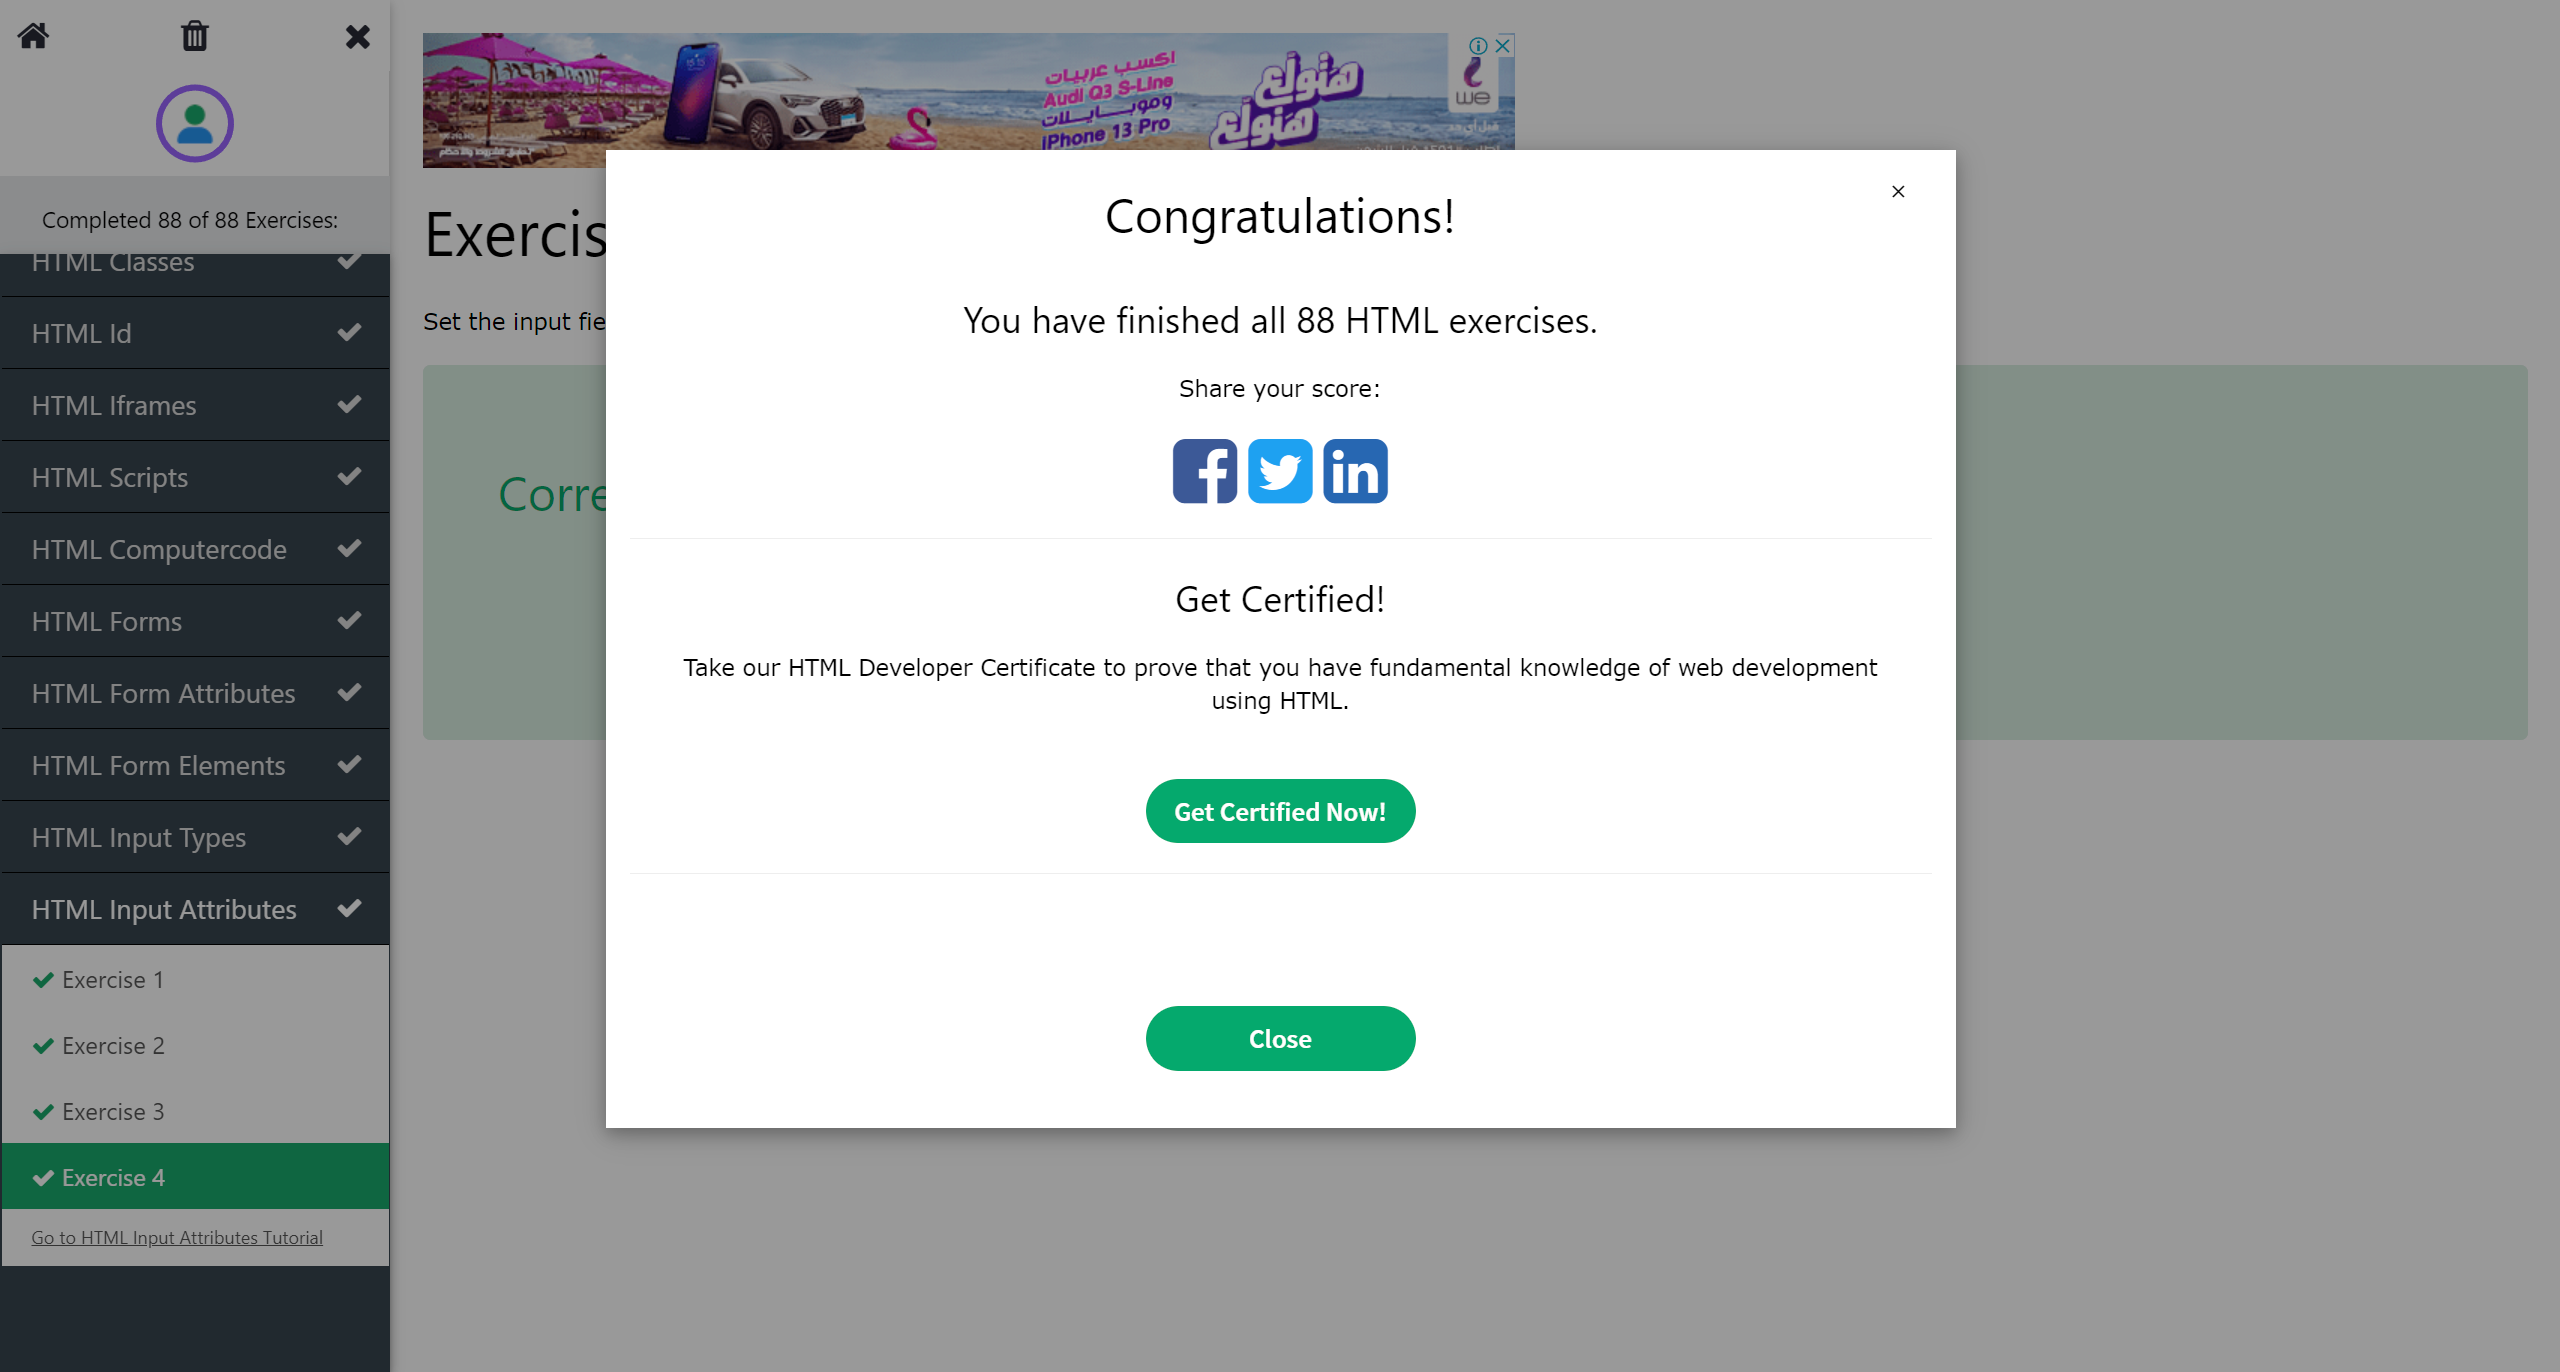 Completed 88 of 88 Exercises:
HTML Classes
HTML Id
HTML Iframes
HTML Scripts
HTML Computercode
HTML Forms
HTML Form Attributes
HTML Form Elements
HTML Input Types
HTML Input Attributes
Exercise 1
Exercise 2
Exercise 3
Exercise 4
Go to HTML Input Attributes Tutorial
اكسب عربيات
Audi Q3 S-Line
وموبـايـــلات
iPhone 13 Pro
هنولع
هنولع
we
Exercis
Set the input fie
Corre
×
Congratulations!
You have finished all 88 HTML exercises.
Share your score:
Get Certified!
Take our HTML Developer Certificate to prove that you have fundamental knowledge of web development
using HTML.
Get Certified Now!
Close